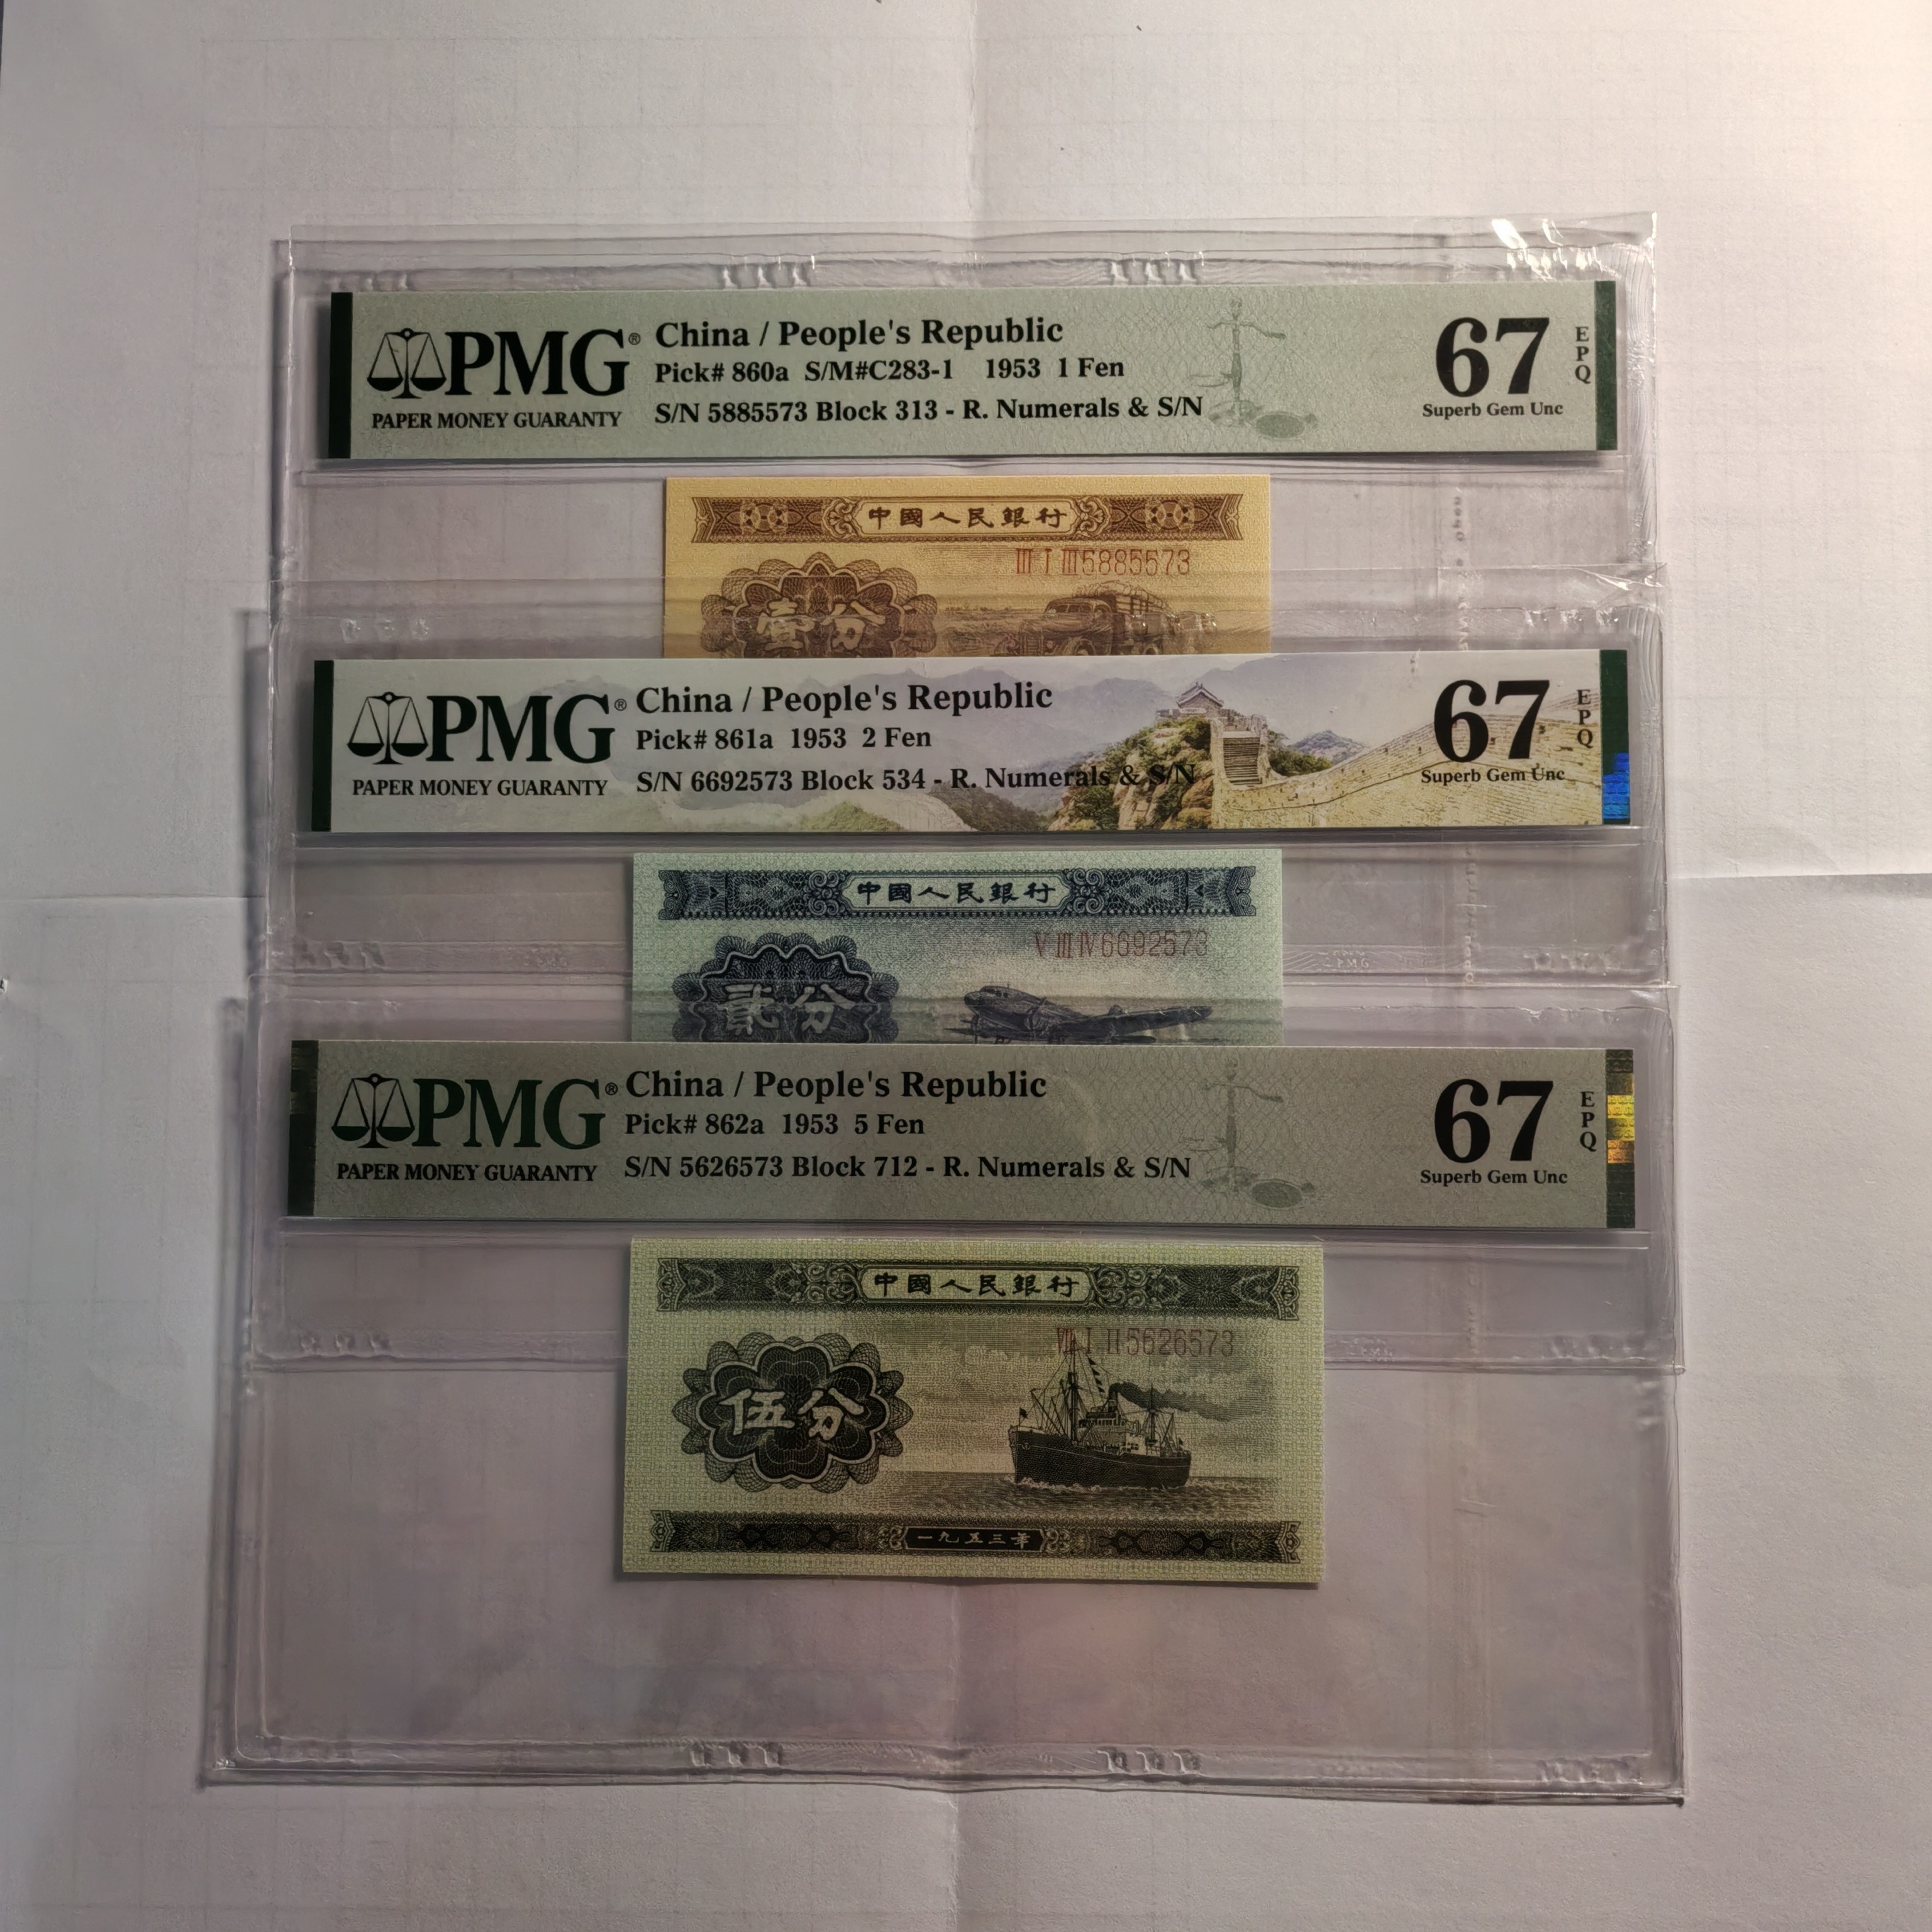 PMG®
PAPER MONEY GUARANTY
China / People's Republic
Pick# 860a S/M#C283-1 1953 1 Fen
S/N 5885573 Block 313 - R. Numerals & S/N
67
EPQ
Superb Gem Unc
中國人民銀行
III I III 5885573
壹分
PMG®
PAPER MONEY GUARANTY
China / People's Republic
Pick# 861a 1953 2 Fen
S/N 6692573 Block 534 - R. Numerals & S/N
67
EPQ
Superb Gem Unc
中國人民銀行
V III IV 6692573
貳分
PMG
PMG®
PAPER MONEY GUARANTY
China / People's Republic
Pick# 862a 1953 5 Fen
S/N 5626573 Block 712 - R. Numerals & S/N
67
EPQ
Superb Gem Unc
中國人民銀行
VII I II 5626573
伍分
一九五三年